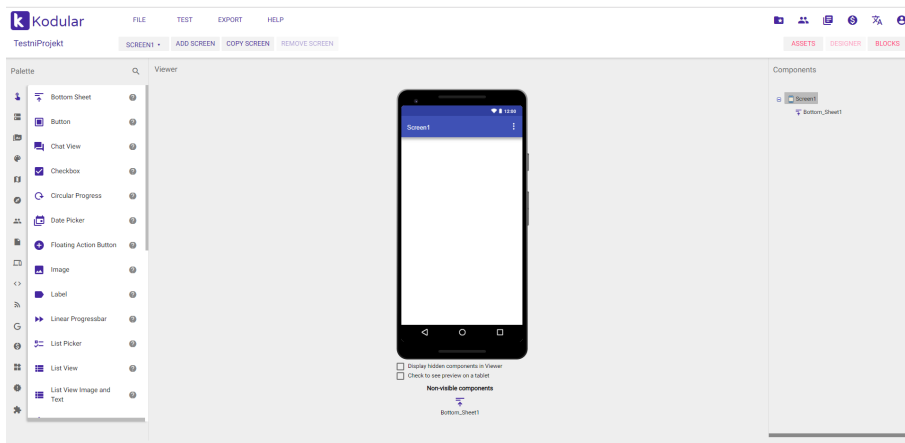 Kodular
FILE TEST EXPORT HELP
TestniProjekt
SCREEN1 ADD SCREEN COPY SCREEN REMOVE SCREEN
ASSETS DESIGNER BLOCKS
Palette
Viewer
Components
Bottom Sheet
Button
Chat View
Checkbox
Circular Progress
Date Picker
Floating Action Button
Image
Label
Linear Progressbar
List Picker
List View
List View Image and
Text
12:00
Screen1
Display hidden components in Viewer
Check to see preview on a tablet
Non-visible components
Bottom_Sheet1
Screen1
Bottom_Sheet1